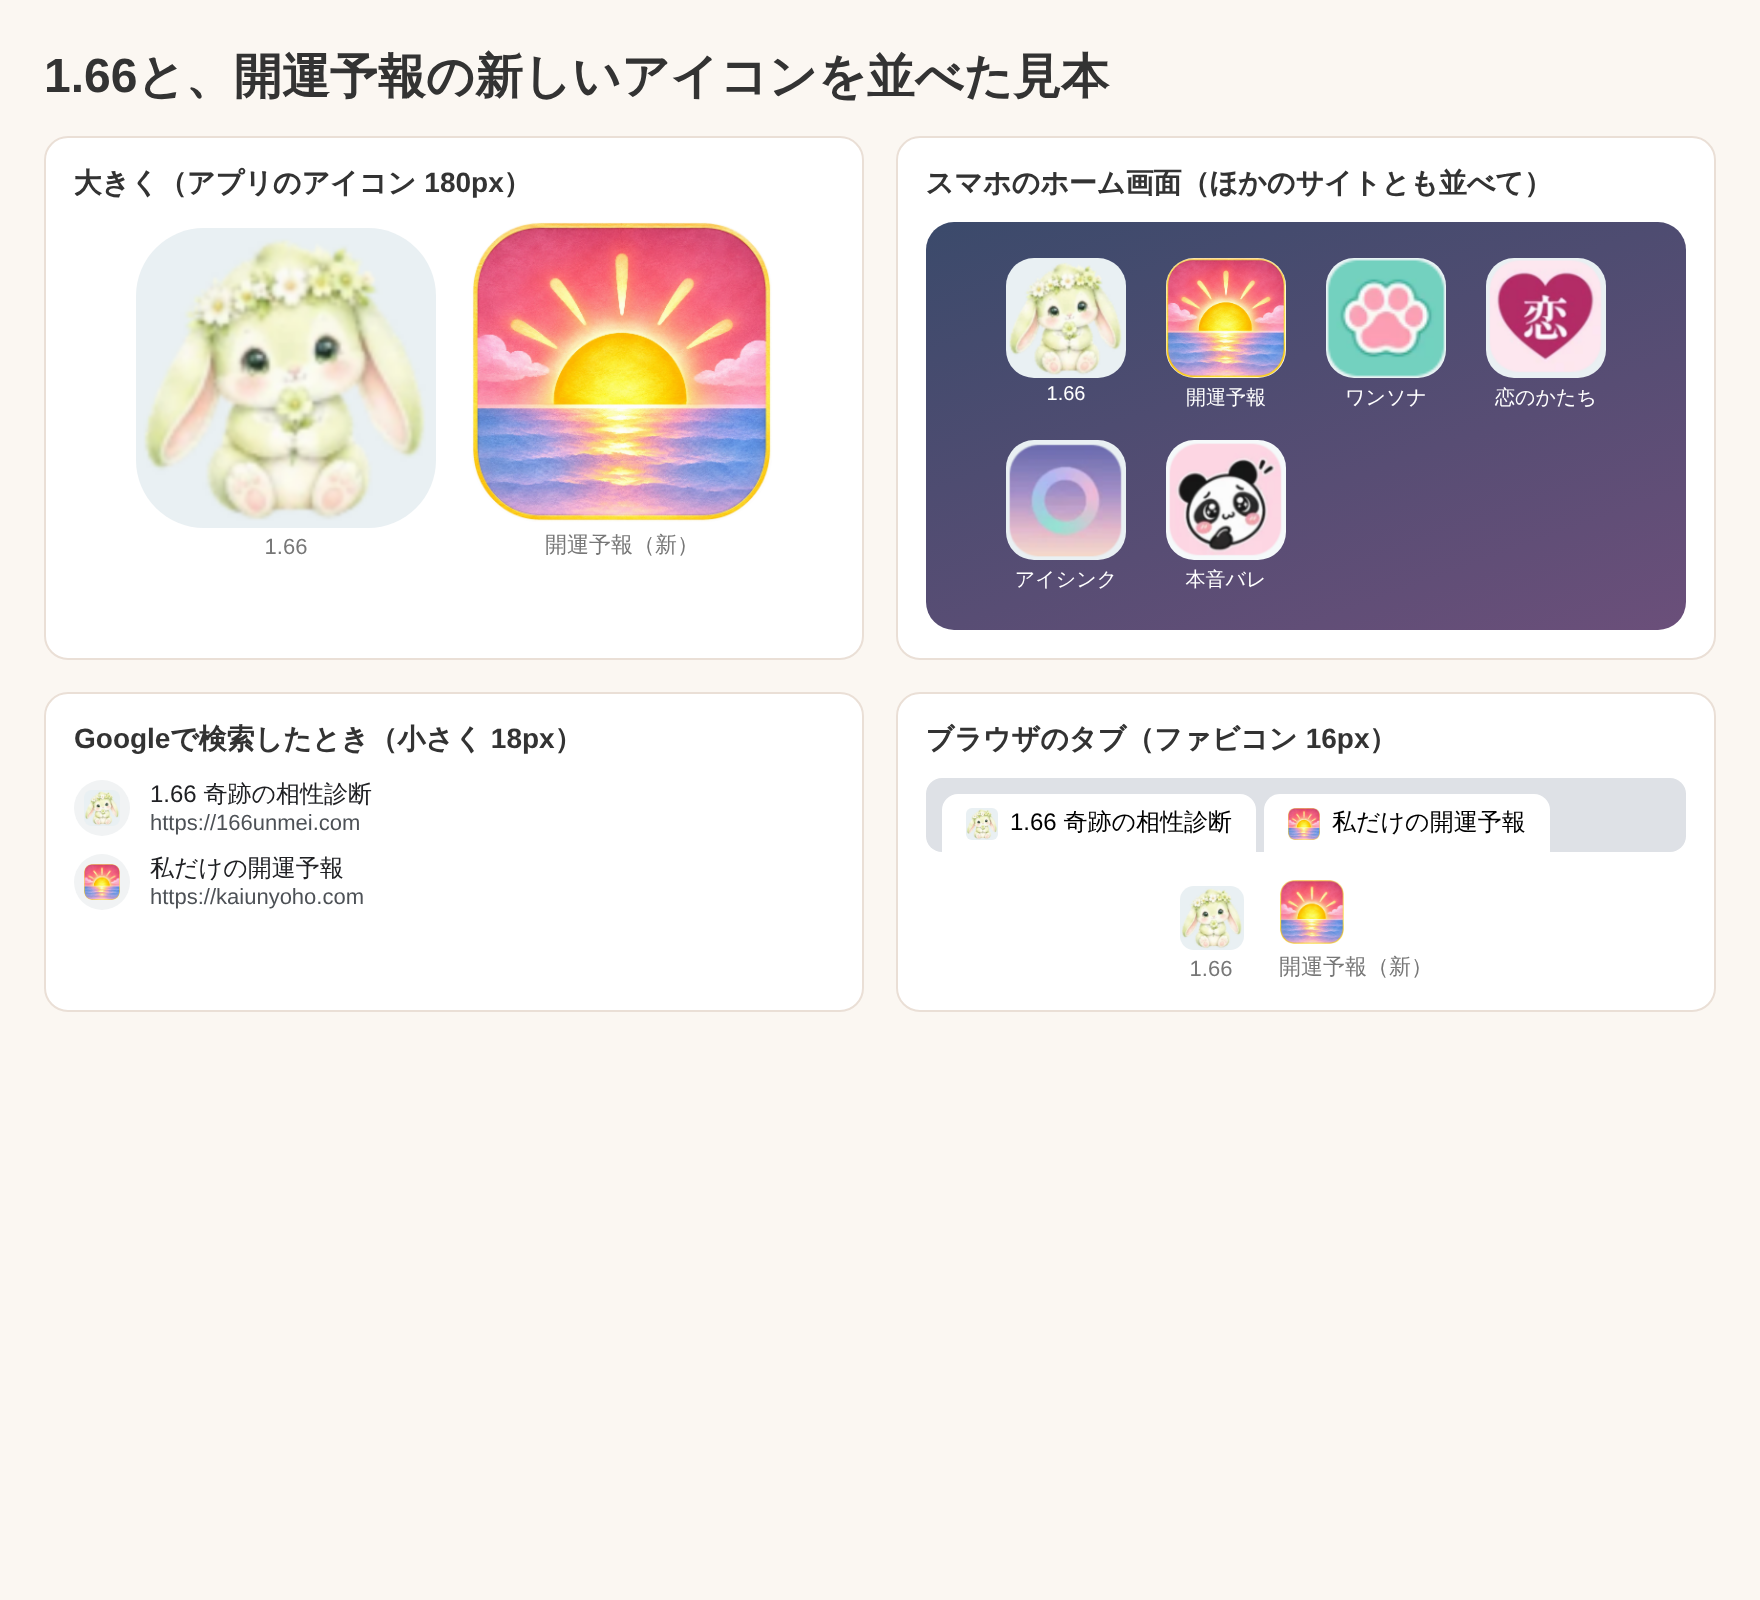 1.66と、開運予報の新しいアイコンを並べた見本
大きく（アプリのアイコン 180px）
1.66
開運予報（新）
スマホのホーム画面（ほかのサイトとも並べて）
恋
1.66
開運予報
ワンソナ
恋のかたち
アイシンク
本音バレ
Googleで検索したとき（小さく 18px）
1.66 奇跡の相性診断
https://166unmei.com
私だけの開運予報
https://kaiunyoho.com
ブラウザのタブ（ファビコン 16px）
1.66 奇跡の相性診断
私だけの開運予報
1.66
開運予報（新）